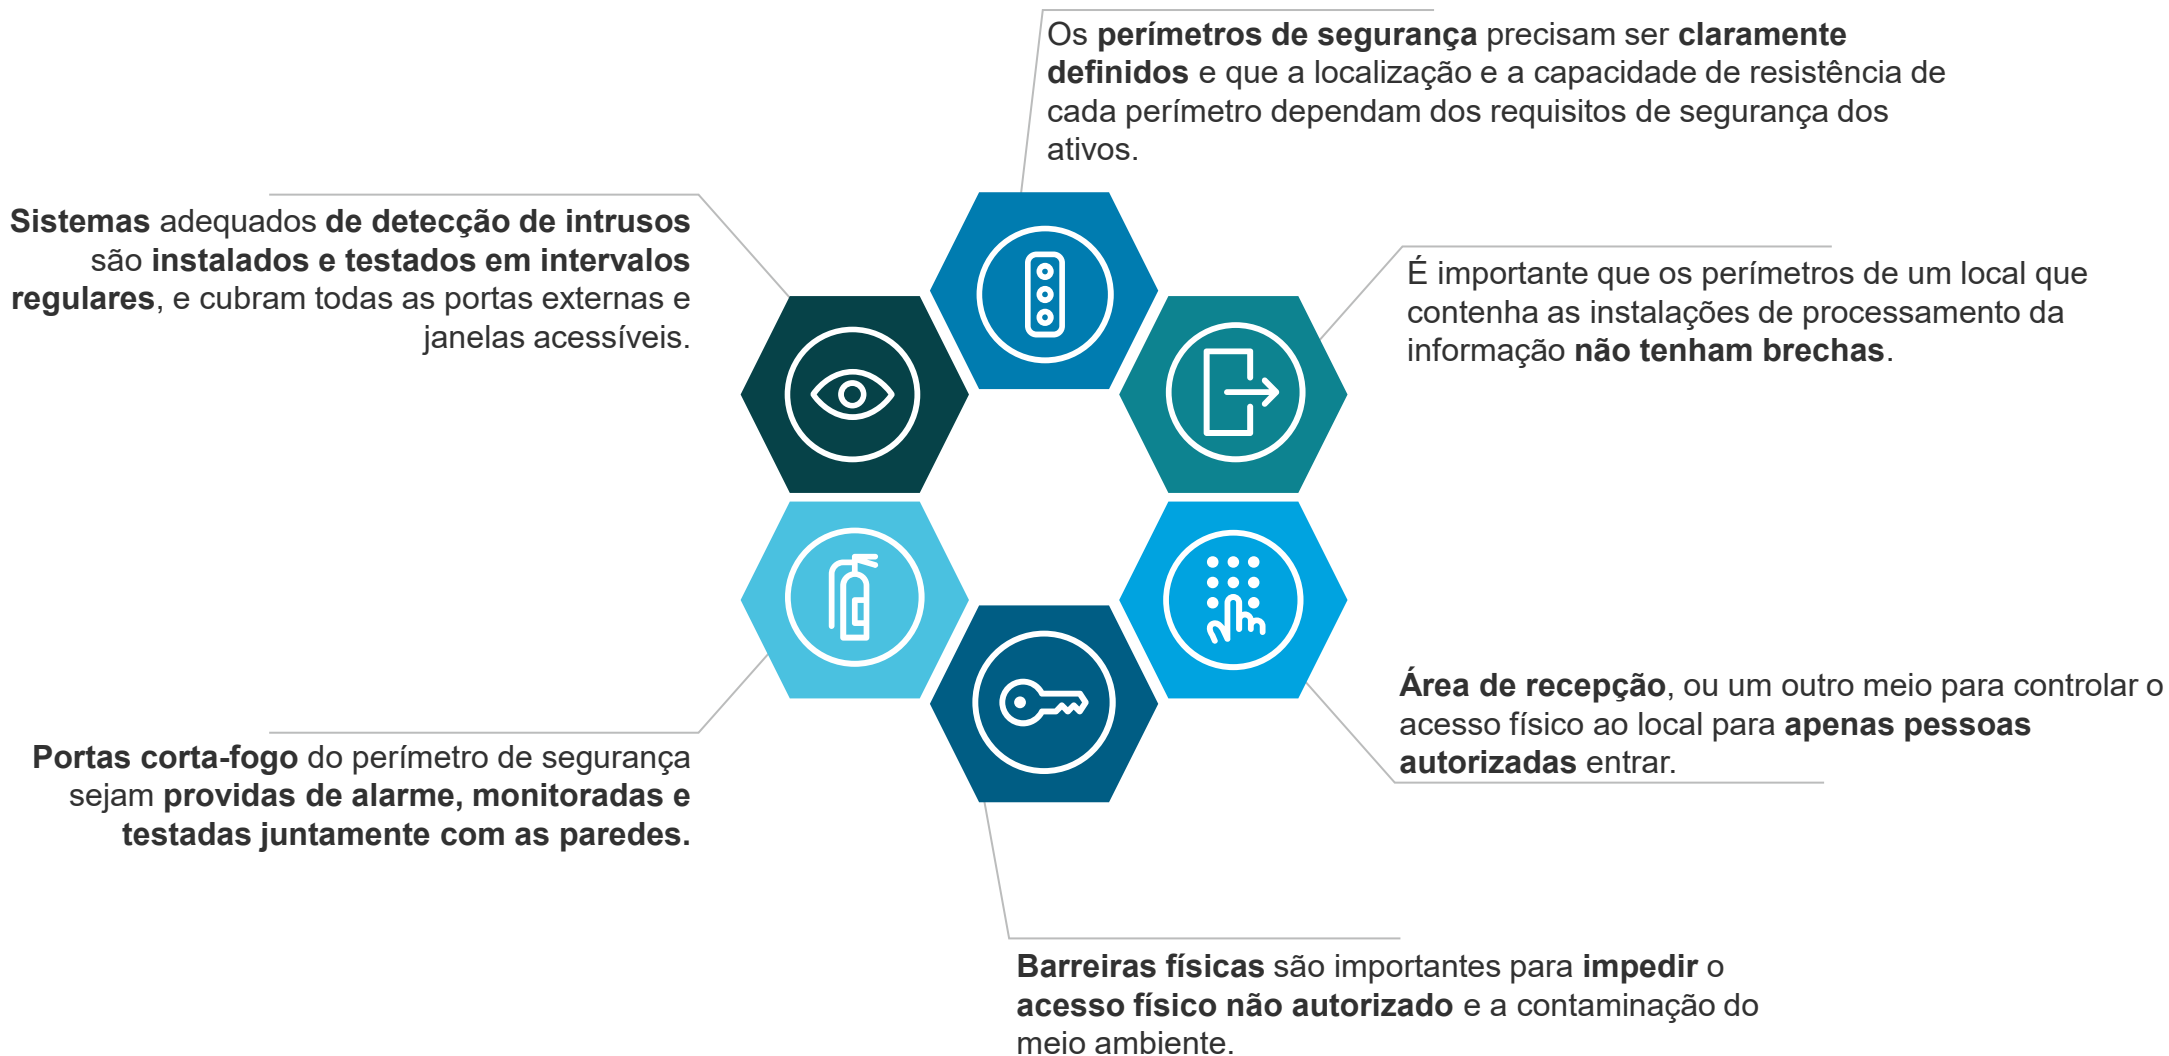 Os perímetros de segurança precisam ser claramente
definidos e que a localização e a capacidade de resistência de
cada perímetro dependam dos requisitos de segurança dos
ativos.
Sistemas adequados de detecção de intrusos
são instalados e testados em intervalos
regulares, e cubram todas as portas externas e
janelas acessíveis.
É importante que os perímetros de um local que
contenha as instalações de processamento da
informação não tenham brechas.
Área de recepção, ou um outro meio para controlar o
acesso físico ao local para apenas pessoas
autorizadas entrar.
Portas corta-fogo do perímetro de segurança
sejam providas de alarme, monitoradas e
testadas juntamente com as paredes.
Barreiras físicas são importantes para impedir o
acesso físico não autorizado e a contaminação do
meio ambiente.